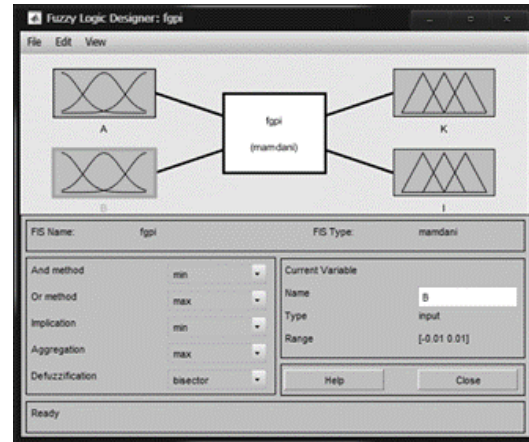 Fuzzy Logic Designer: fgpi
File Edit View
A
B
fgpi
(mamdani)
K
I
FIS Name: fgpi FIS Type: mamdani
And method min
Or method max
Implication min
Aggregation max
Defuzzification bisector
Current Variable
Name B
Type input
Range [-0.01 0.01]
Help Close
Ready